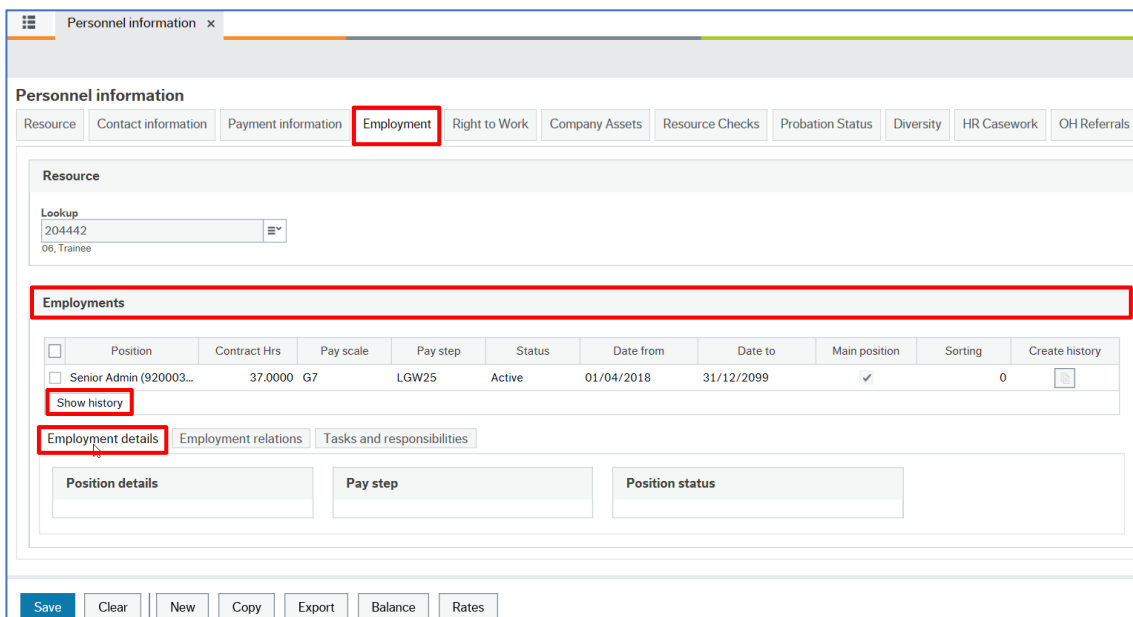 Personnel information ×
Personnel information
Resource Contact information Payment information Employment Right to Work Company Assets Resource Checks Probation Status Diversity HR Casework OH Referrals
Resource
Lookup
204442
06, Trainee
Employments
Position Contract Hrs Pay scale Pay step Status Date from Date to Main position Sorting Create history
Senior Admin (920003... 37.0000 G7 LGW25 Active 01/04/2018 31/12/2099 0
Show history
Employment details Employment relations Tasks and responsibilities
Position details Pay step Position status
Save Clear New Copy Export Balance Rates